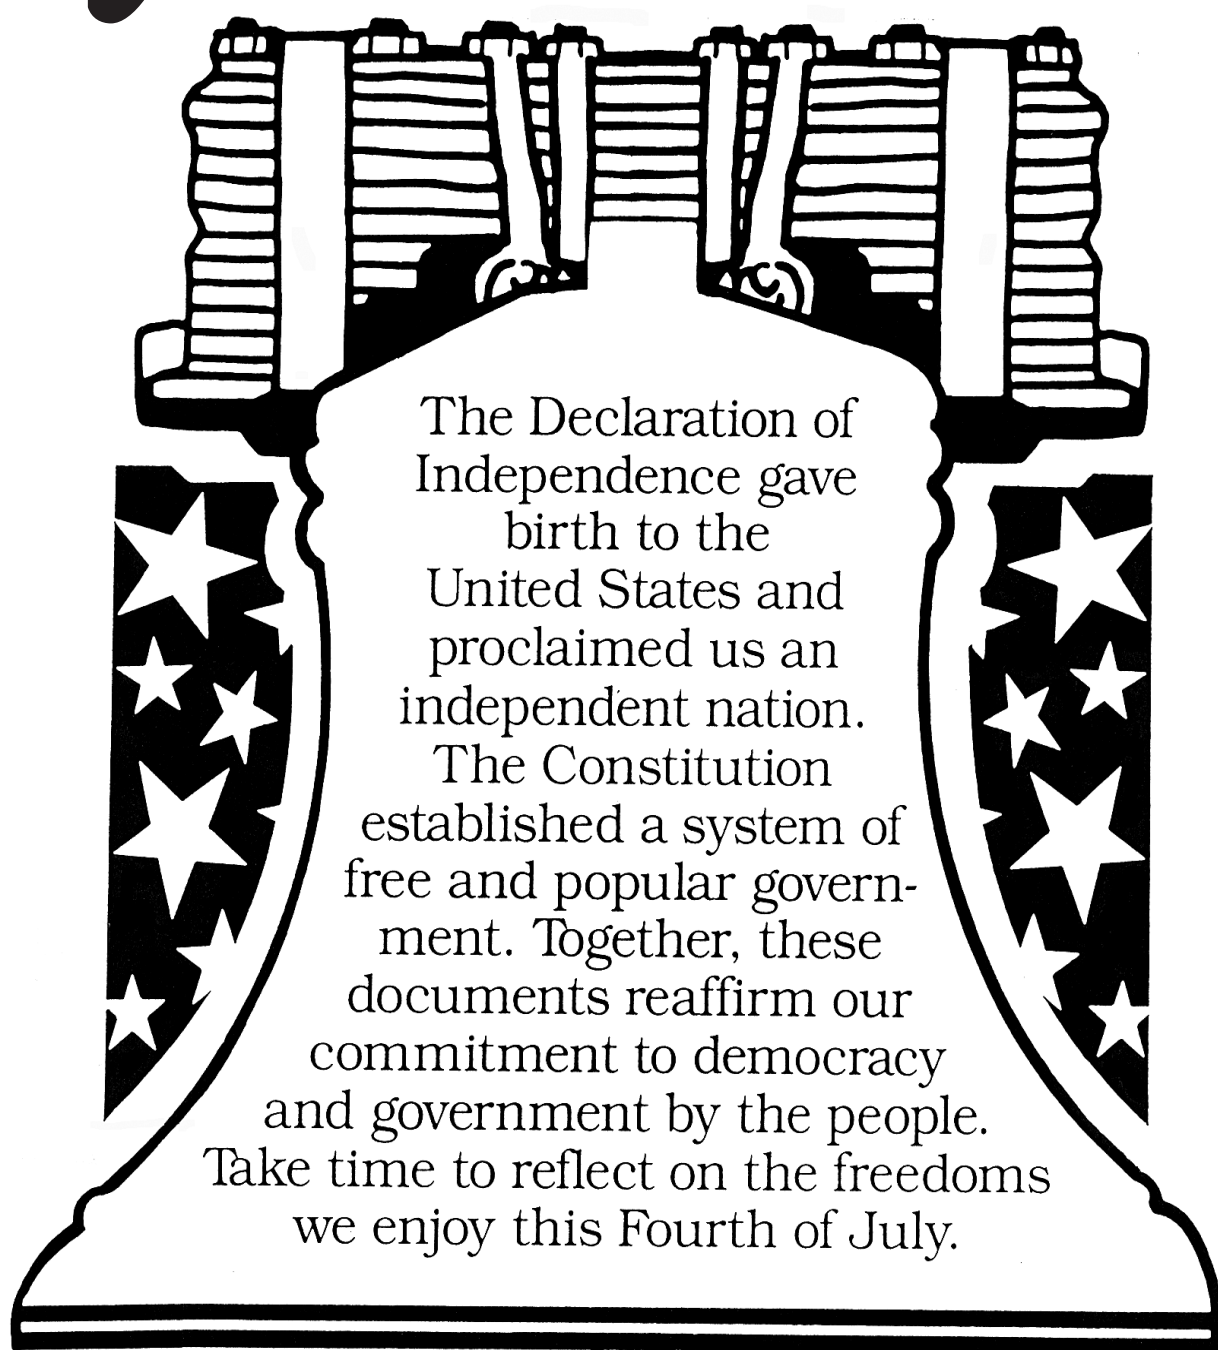 The Declaration of
Independence gave
birth to the
United States and
proclaimed us an
independent nation.
The Constitution
established a system of
free and popular govern-
ment. Together, these
documents reaffirm our
commitment to democracy
and government by the people.
Take time to reflect on the freedoms
we enjoy this Fourth of July.